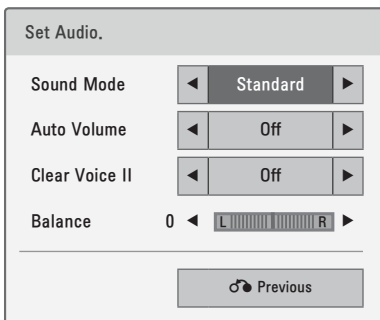 Set Audio.
Sound Mode ◀ Standard ▶
Auto Volume ◀ Off ▶
Clear Voice II ◀ Off ▶
Balance 0 ◀ L R ▶
Previous